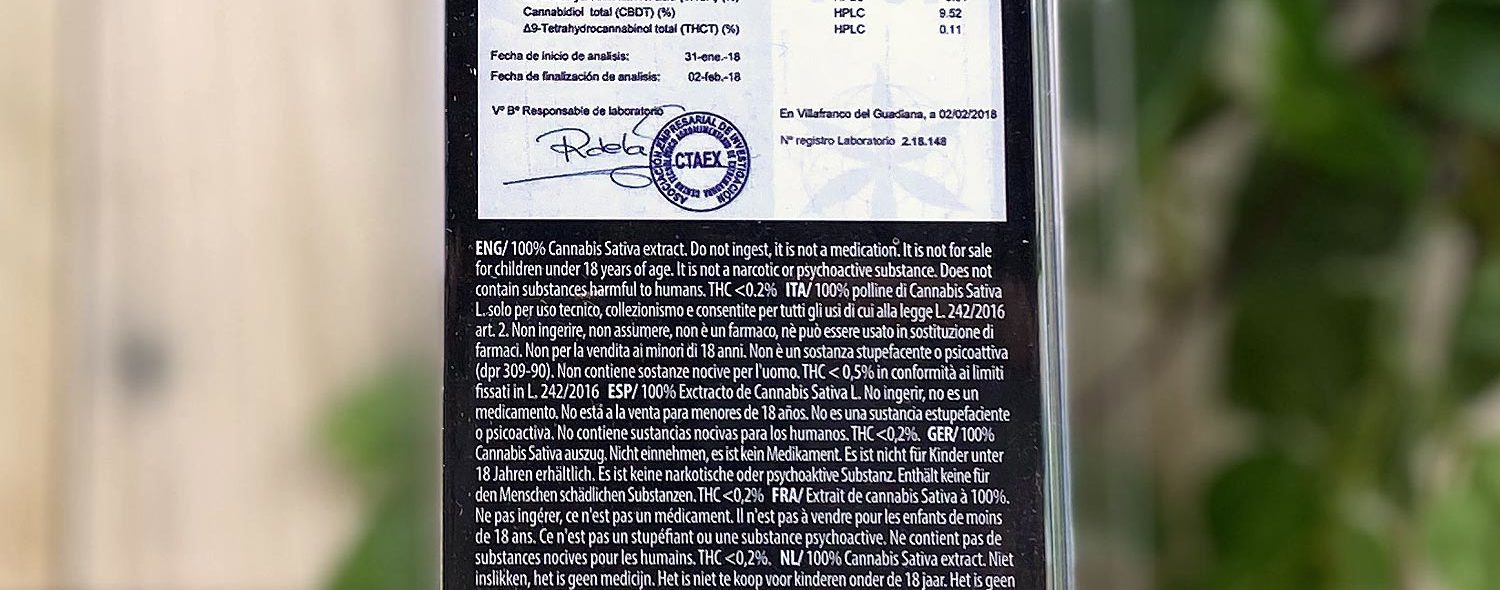 Cannabidiol total (CBDT) (%) HPLC 9.52
Δ9-Tetrahydrocannabinol total (THCT) (%) HPLC 0.11
Fecha de inicio de analisis: 31-ene.-18
Fecha de finalización de analisis: 02-feb.-18
Vº Bº Responsable de laboratorio
En Villafranco del Guadiana, a 02/02/2018
Nº registro Laboratorio 2.18.148
ASOCIACIÓN EMPRESARIAL DE INVESTIGACIÓN
CTAEX
ENG/ 100% Cannabis Sativa extract. Do not ingest, it is not a medication. It is not for sale
for children under 18 years of age. It is not a narcotic or psychoactive substance. Does not
contain substances harmful to humans. THC <0.2% ITA/ 100% polline di Cannabis Sativa
L. solo per uso tecnico, collezionismo e consentite per tutti gli usi di cui alla legge L. 242/2016
art. 2. Non ingerire, non assumere, non è un farmaco, nè può essere usato in sostituzione di
farmaci. Non per la vendita ai minori di 18 anni. Non è un sostanza stupefacente o psicoattiva
(dpr 309-90). Non contiene sostanze nocive per l'uomo. THC < 0,5% in conformità ai limiti
fissati in L. 242/2016 ESP/ 100% Exctracto de Cannabis Sativa L. No ingerir, no es un
medicamento. No está a la venta para menores de 18 años. No es una sustancia estupefaciente
o psicoactiva. No contiene sustancias nocivas para los humanos. THC <0,2%. GER/ 100%
Cannabis Sativa auszug. Nicht einnehmen, es ist kein Medikament. Es ist nicht für Kinder unter
18 Jahren erhältlich. Es ist keine narkotische oder psychoaktive Substanz. Enthält keine für
den Menschen schädlichen Substanzen. THC <0,2% FRA/ Extrait de cannabis Sativa à 100%.
Ne pas ingérer, ce n'est pas un médicament. Il n'est pas à vendre pour les enfants de moins
de 18 ans. Ce n'est pas un stupéfiant ou une substance psychoactive. Ne contient pas de
substances nocives pour les humains. THC <0,2%. NL/ 100% Cannabis Sativa extract. Niet
inslikken, het is geen medicijn. Het is niet te koop voor kinderen onder de 18 jaar. Het is geen